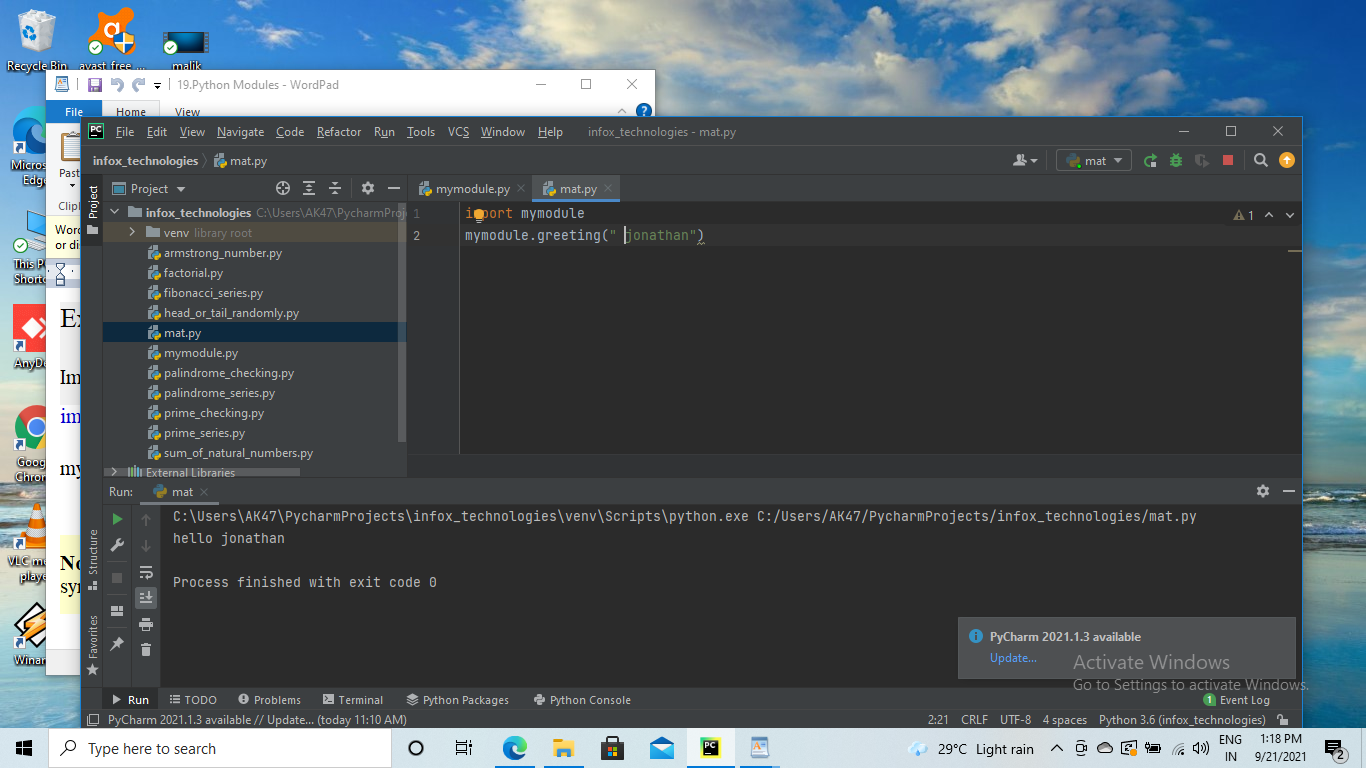 Recycle Bin
avast free
malik
19.Python Modules - WordPad
File
Home
View
PC
File Edit View Navigate Code Refactor Run Tools VCS Window Help
infox_technologies - mat.py
infox_technologies
mat.py
mat
Project
Project
mymodule.py
mat.py
infox_technologies
venv library root
armstrong_number.py
factorial.py
fibonacci_series.py
head_or_tail_randomly.py
mat.py
mymodule.py
palindrome_checking.py
palindrome_series.py
prime_checking.py
prime_series.py
sum_of_natural_numbers.py
External Libraries
1 import mymodule
2 mymodule.greeting(" jonathan")
1
Edge
This P
AnyDe
Goog
Chrom
VLC me
playe
Winam
Past
Clipl
Word
or di
Ex
Im
im
my
No
syn
Run:
mat
C:\Users\AK47\PycharmProjects\infox_technologies\venv\Scripts\python.exe C:/Users/AK47/PycharmProjects/infox_technologies/mat.py
hello jonathan
Process finished with exit code 0
Structure
Favorites
PyCharm 2021.1.3 available
Update...
Activate Windows
Go to Settings to activate Windows.
Run
TODO
Problems
Terminal
Python Packages
Python Console
1 Event Log
PyCharm 2021.1.3 available // Update... (today 11:10 AM)
2:21 CRLF UTF-8 4 spaces Python 3.6 (infox_technologies)
Type here to search
PC
29°C Light rain
ENG
IN
1:18 PM
9/21/2021
2